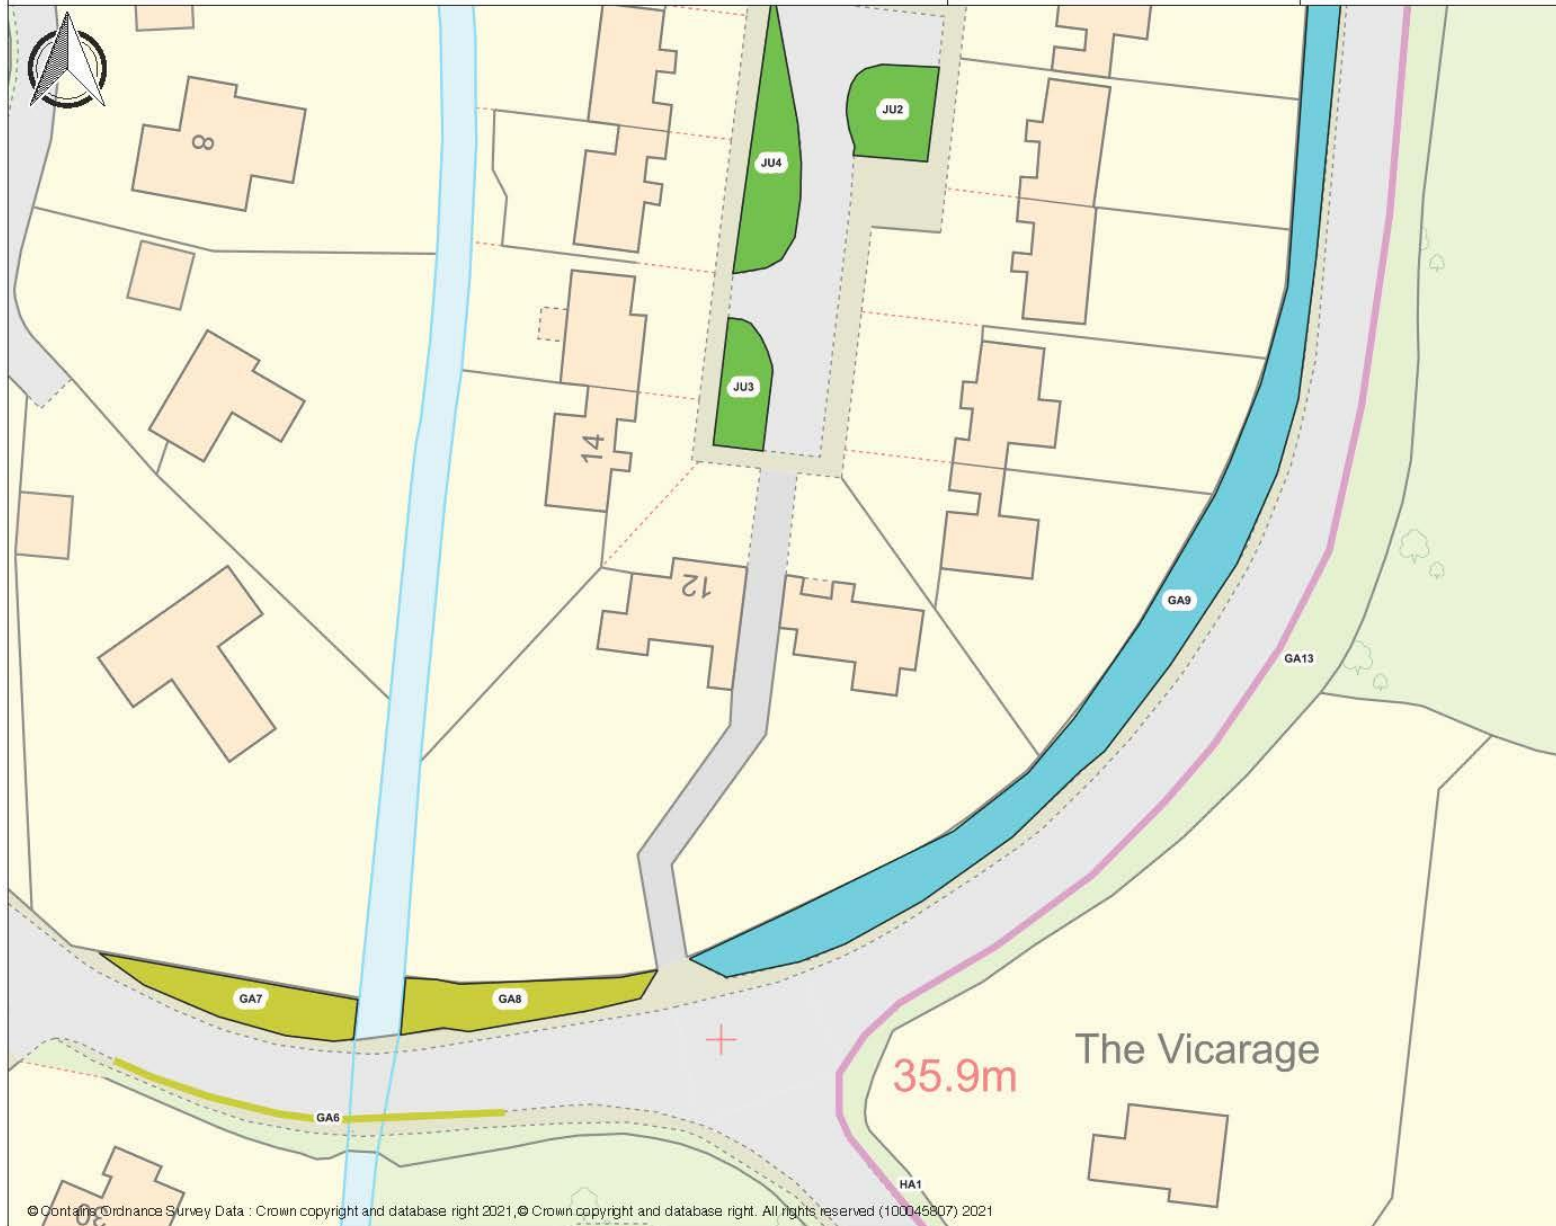 8
JU2
JU4
JU3
14
12
GA9
GA13
GA7
GA8
The Vicarage
35.9m
GA6
HA1
© Contains Ordnance Survey Data : Crown copyright and database right 2021,© Crown copyright and database right. All rights reserved (100045807) 2021